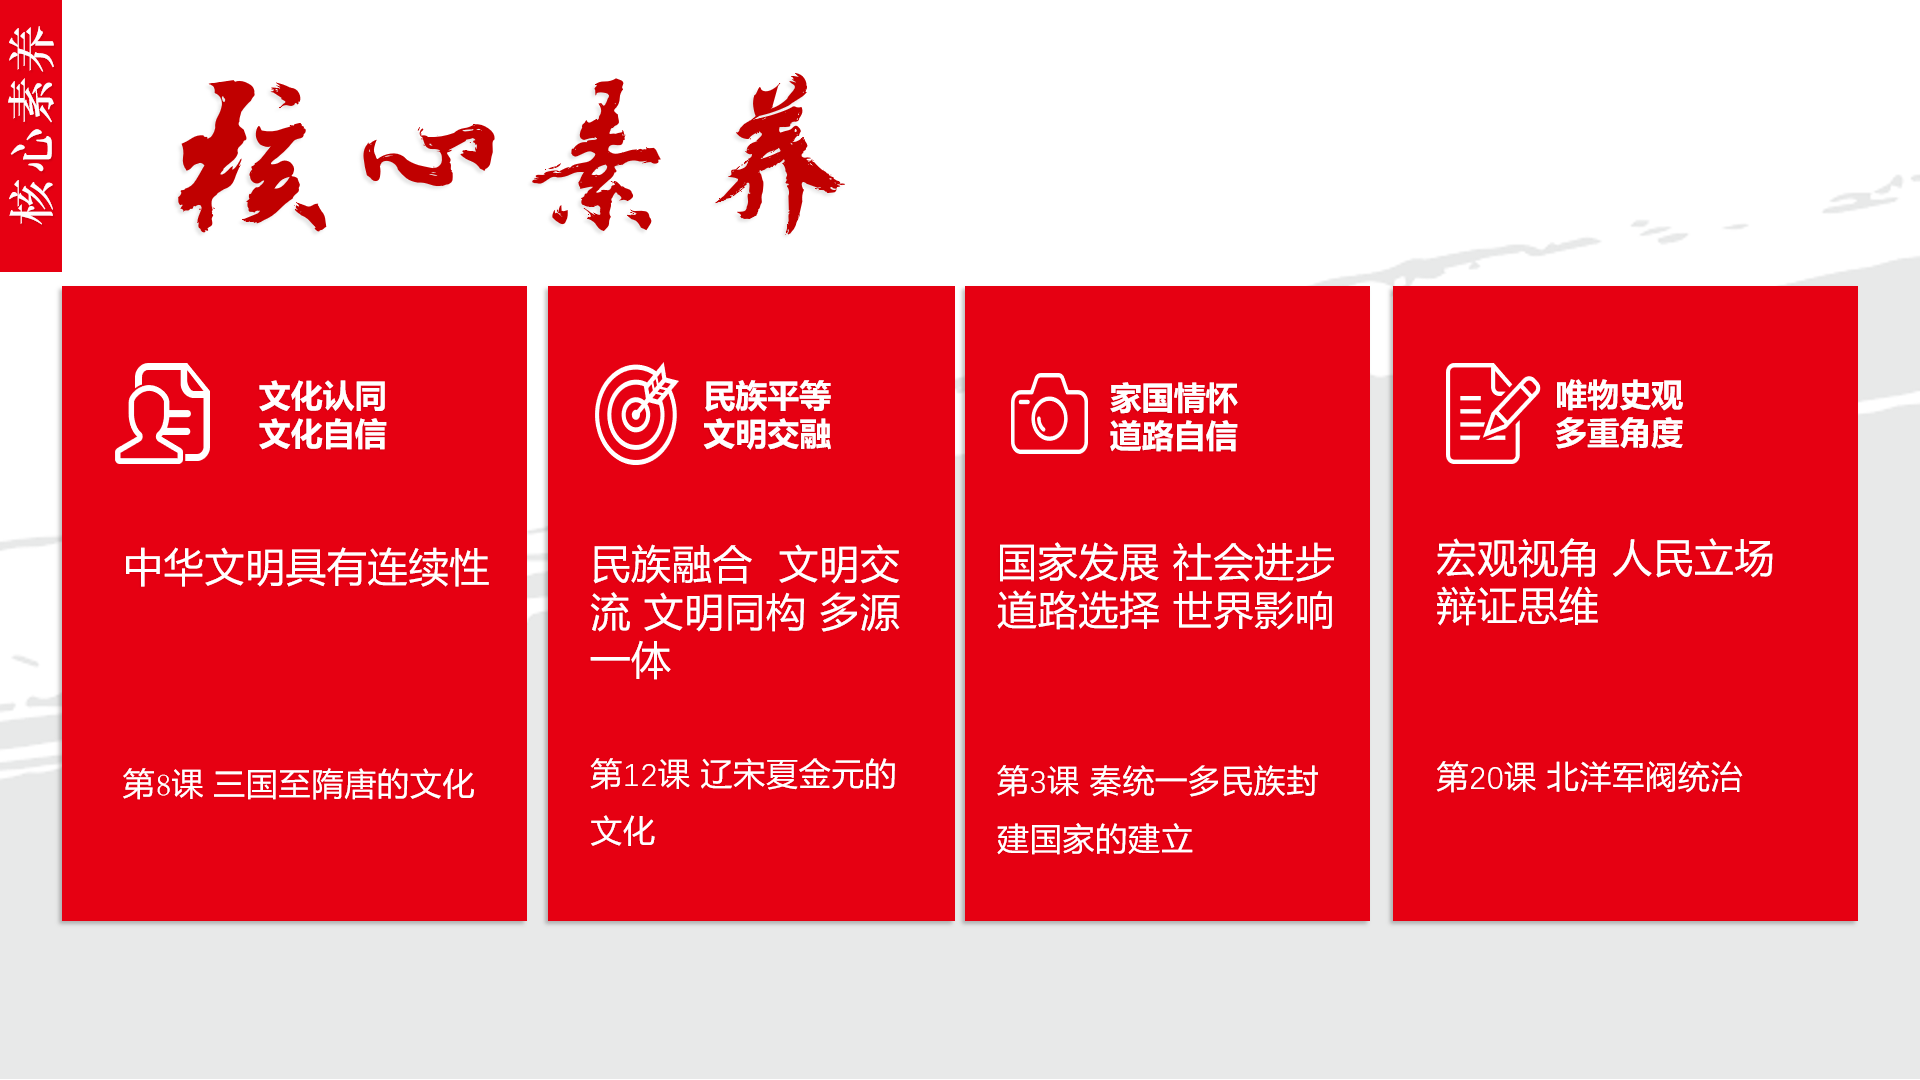 核心素养
核心素养
文化认同
文化自信
中华文明具有连续性
第8课 三国至隋唐的文化
民族平等
文明交融
民族融合  文明交
流 文明同构 多源
一体
第12课 辽宋夏金元的
文化
家国情怀
道路自信
国家发展 社会进步
道路选择 世界影响
第3课 秦统一多民族封
建国家的建立
唯物史观
多重角度
宏观视角 人民立场
辩证思维
第20课 北洋军阀统治